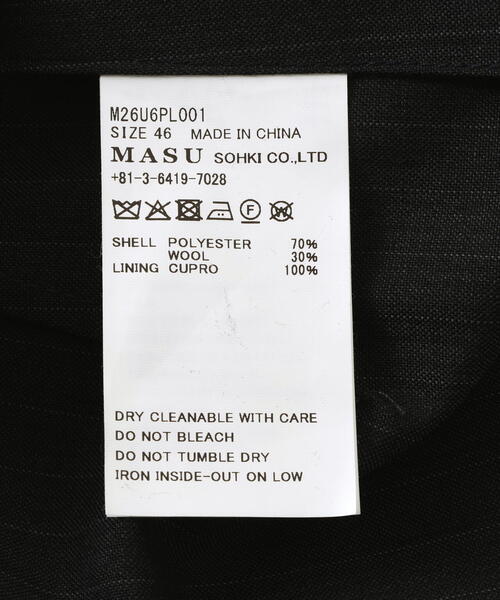 M26U6PL001
SIZE 46 MADE IN CHINA
MASU SOHKI CO.,LTD
+81-3-6419-7028
F W
SHELL POLYESTER 70%
WOOL 30%
LINING CUPRO 100%
DRY CLEANABLE WITH CARE
DO NOT BLEACH
DO NOT TUMBLE DRY
IRON INSIDE-OUT ON LOW